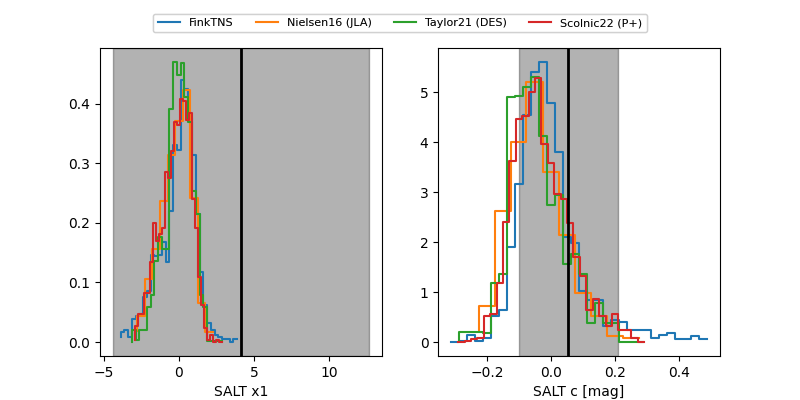 FinkTNS Nielsen16 (JLA) Taylor21 (DES) Scolnic22 (P+)
0.4
0.3
0.2
0.1
0.0
−5 0 5 10
SALT x1
5
4
3
2
1
0
−0.2 0.0 0.2 0.4
SALT c [mag]